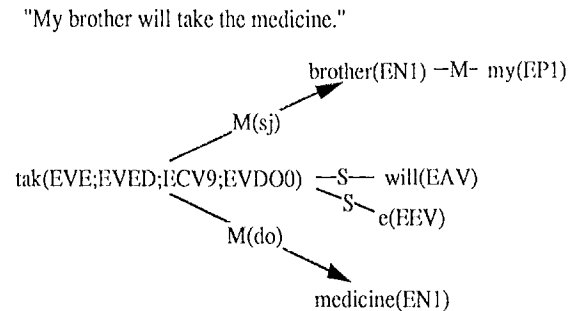 "My brother will take the medicine."
brother(EN1) –M– my(EP1)
M(sj)
tak(EVE;EVED;ECV9;EVDO0) –S– will(EAV)
S
e(EEV)
M(do)
medicine(EN1)